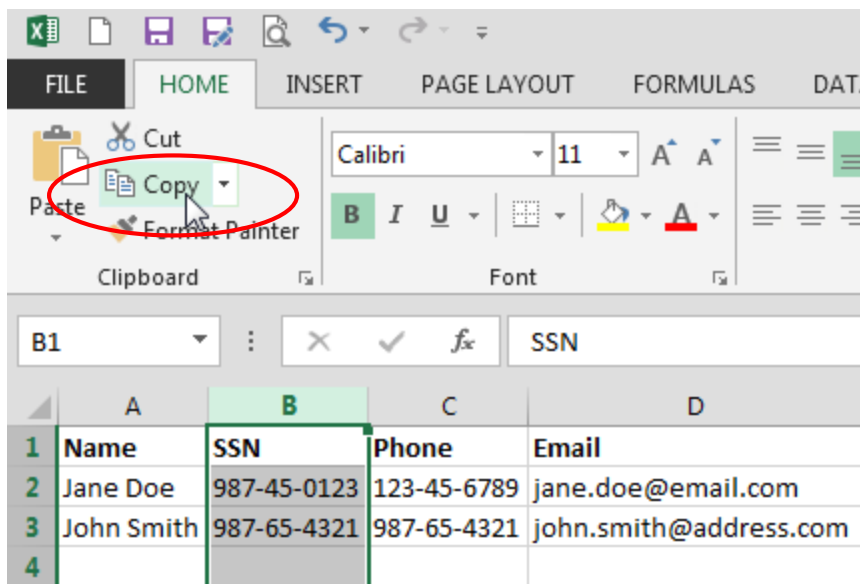 FILE HOME INSERT PAGE LAYOUT FORMULAS DATA
Cut
Calibri 11 A A
Copy
Paste
B I U A
Format Painter
Clipboard Font
B1 fx SSN
A B C D
1 Name SSN Phone Email
2 Jane Doe 987-45-0123 123-45-6789 jane.doe@email.com
3 John Smith 987-65-4321 987-65-4321 john.smith@address.com
4